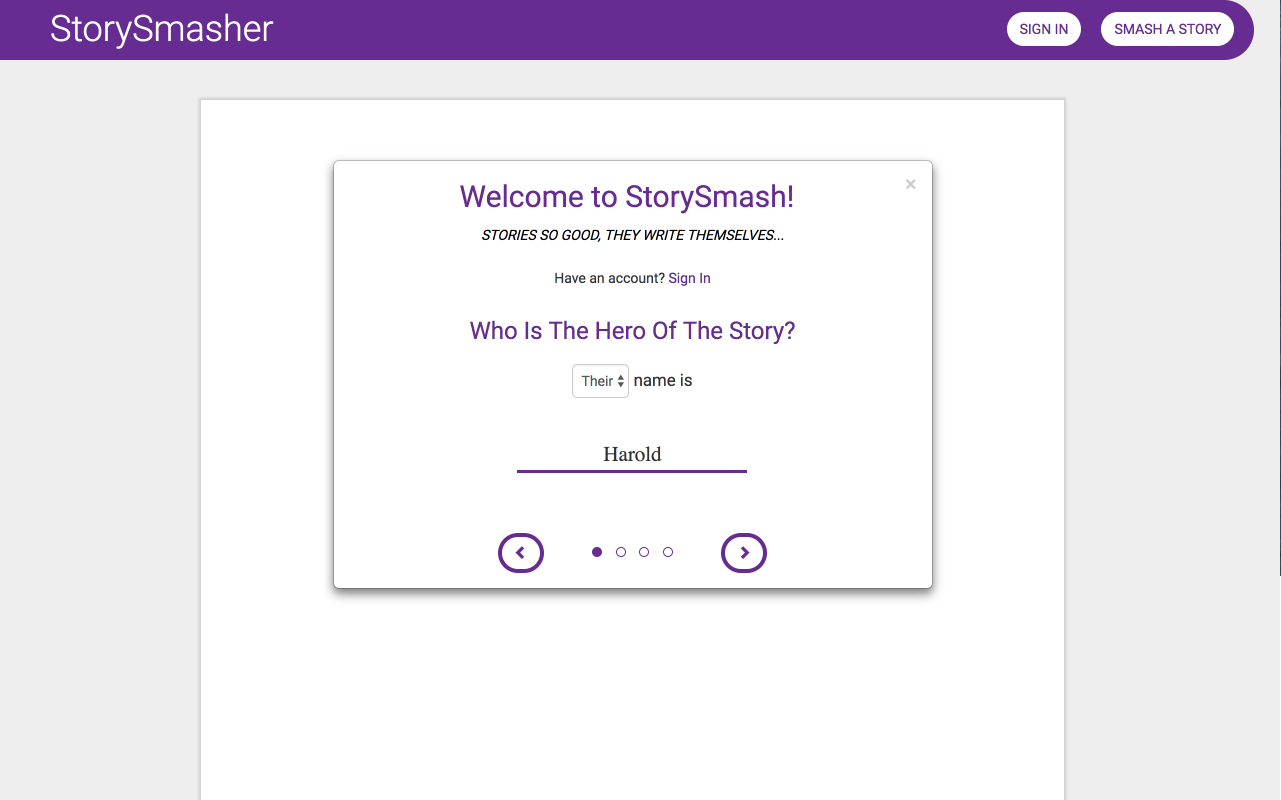 StorySmasher
SIGN IN
SMASH A STORY
×
Welcome to StorySmash!
STORIES SO GOOD, THEY WRITE THEMSELVES...
Have an account? Sign In
Who Is The Hero Of The Story?
Their name is
Harold